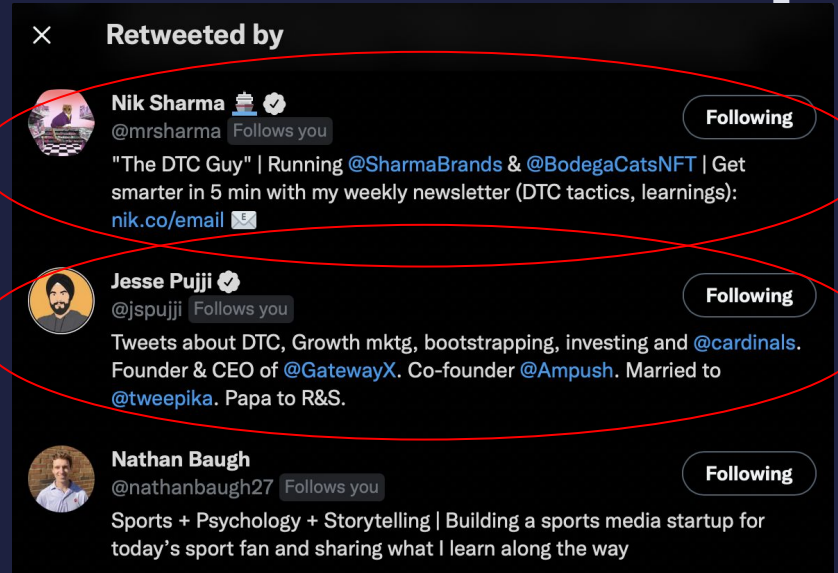 Retweeted by
Nik Sharma
@mrsharma Follows you
Following
"The DTC Guy" | Running @SharmaBrands & @BodegaCatsNFT | Get
smarter in 5 min with my weekly newsletter (DTC tactics, learnings):
nik.co/email
Jesse Pujji
@jspujji Follows you
Following
Tweets about DTC, Growth mktg, bootstrapping, investing and @cardinals.
Founder & CEO of @GatewayX. Co-founder @Ampush. Married to
@tweepika. Papa to R&S.
Nathan Baugh
@nathanbaugh27 Follows you
Following
Sports + Psychology + Storytelling | Building a sports media startup for
today's sport fan and sharing what I learn along the way